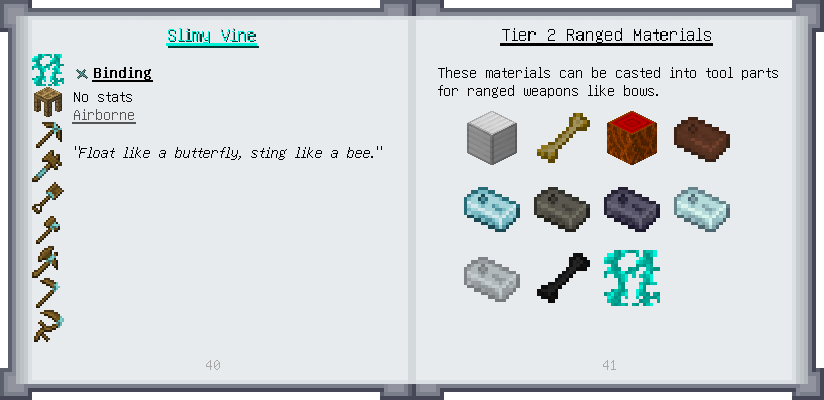 Slimy Vine
Binding
No stats
Airborne
"Float like a butterfly, sting like a bee."
40
Tier 2 Ranged Materials
These materials can be casted into tool parts
for ranged weapons like bows.
41